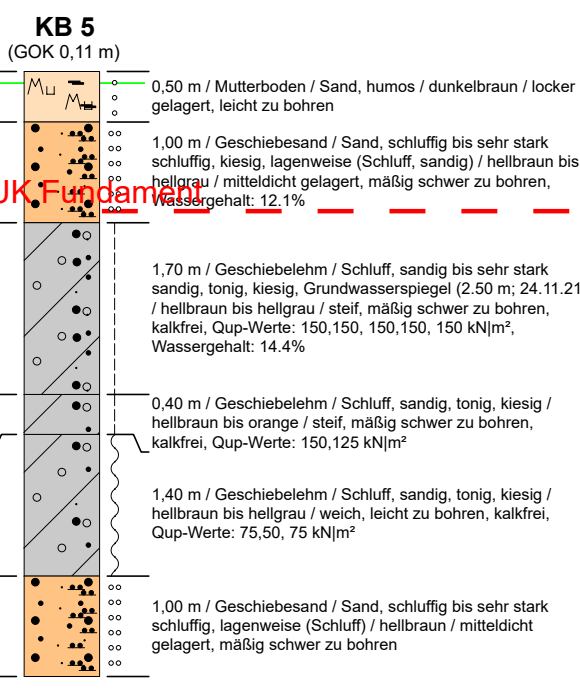 KB 5
(GOK 0,11 m)
0,50 m / Mutterboden / Sand, humos / dunkelbraun / locker
gelagert, leicht zu bohren
Mu
Mu
1,00 m / Geschiebesand / Sand, schluffig bis sehr stark
schluffig, kiesig, lagenweise (Schluff, sandig) / hellbraun bis
hellgrau / mitteldicht gelagert, mäßig schwer zu bohren,
Wassergehalt: 12.1%
UK Fundament
1,70 m / Geschiebelehm / Schluff, sandig bis sehr stark
sandig, tonig, kiesig, Grundwasserspiegel (2.50 m; 24.11.21
/ hellbraun bis hellgrau / steif, mäßig schwer zu bohren,
kalkfrei, Qup-Werte: 150,150, 150,150, 150 kN|m²,
Wassergehalt: 14.4%
0,40 m / Geschiebelehm / Schluff, sandig, tonig, kiesig /
hellbraun bis orange / steif, mäßig schwer zu bohren,
kalkfrei, Qup-Werte: 150,125 kN|m²
1,40 m / Geschiebelehm / Schluff, sandig, tonig, kiesig /
hellbraun bis hellgrau / weich, leicht zu bohren, kalkfrei,
Qup-Werte: 75,50, 75 kN|m²
1,00 m / Geschiebesand / Sand, schluffig bis sehr stark
schluffig, lagenweise (Schluff) / hellbraun / mitteldicht
gelagert, mäßig schwer zu bohren